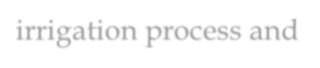 irrigation process and